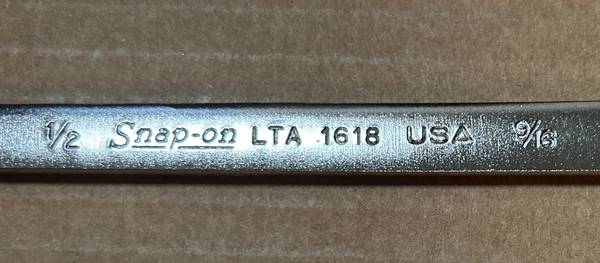 1/2 Snap-on LTA 1618 USA 9/16